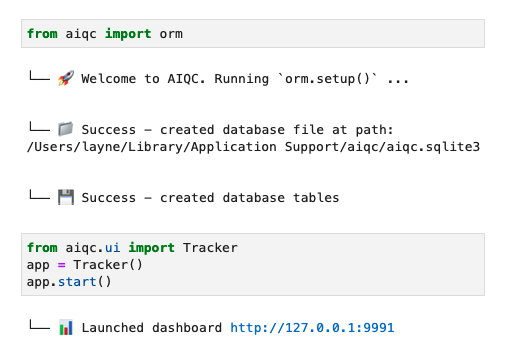 from aiqc import orm
└── 🚀 Welcome to AIQC. Running `orm.setup()` ...
└── 📁 Success - created database file at path:
/Users/layne/Library/Application Support/aiqc/aiqc.sqlite3
└── 💾 Success - created database tables
from aiqc.ui import Tracker
app = Tracker()
app.start()
└── 📊 Launched dashboard http://127.0.0.1:9991